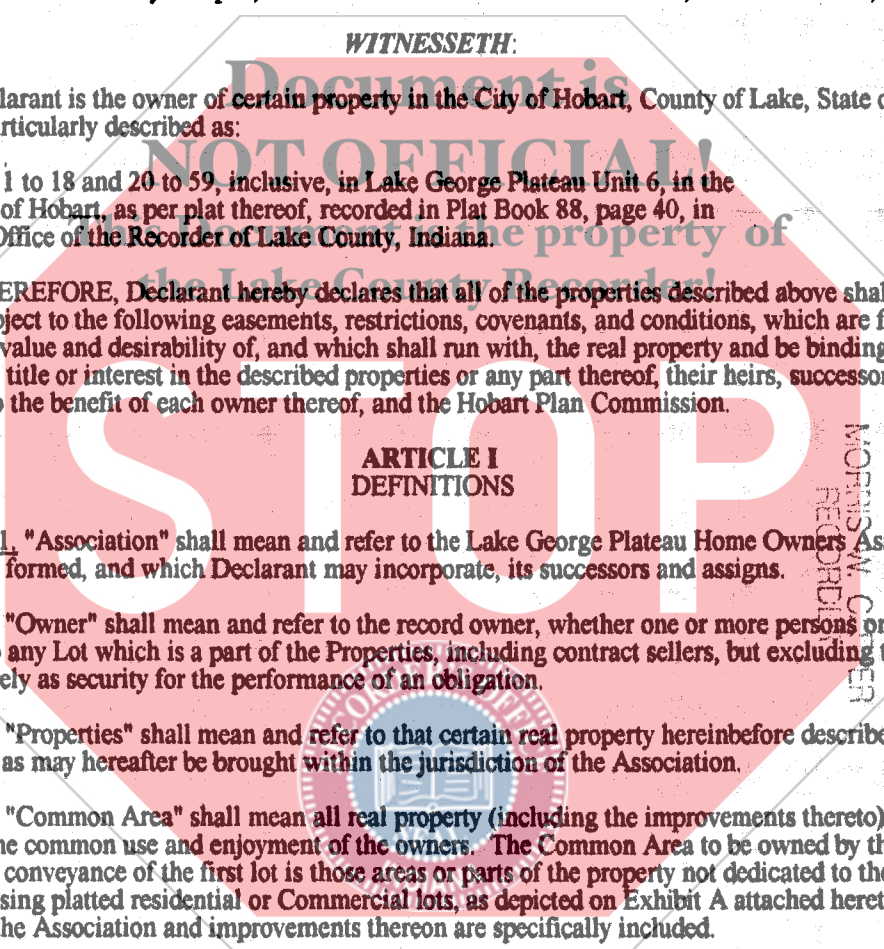 WITNESSETH:
Document is
larant is the owner of certain property in the City of Hobart, County of Lake, State
rticularly described as:
NOT OFFICIAL!
1 to 18 and 20 to 59, inclusive, in Lake George Plateau Unit 6, in the
of Hobart, as per plat thereof, recorded in Plat Book 88, page 40, in
Office of the Recorder of Lake County, Indiana.
This Document is the property of
the Lake County Recorder!
EREFORE, Declarant hereby declares that all of the properties described above shal
ject to the following easements, restrictions, covenants, and conditions, which are f
value and desirability of, and which shall run with, the real property and be binding
title or interest in the described properties or any part thereof, their heirs, successor
the benefit of each owner thereof, and the Hobart Plan Commission.
STOP
ARTICLE I
DEFINITIONS
1. "Association" shall mean and refer to the Lake George Plateau Home Owners Ass
formed, and which Declarant may incorporate, its successors and assigns.
MORRIS W. CARTER
RECORDER
"Owner" shall mean and refer to the record owner, whether one or more persons or
any Lot which is a part of the Properties, including contract sellers, but excluding t
ely as security for the performance of an obligation.
"Properties" shall mean and refer to that certain real property hereinbefore describe
as may hereafter be brought within the jurisdiction of the Association.
"Common Area" shall mean all real property (including the improvements thereto)
he common use and enjoyment of the owners. The Common Area to be owned by th
conveyance of the first lot is those areas or parts of the property not dedicated to the
sing platted residential or Commercial lots, as depicted on Exhibit A attached heret
he Association and improvements thereon are specifically included.